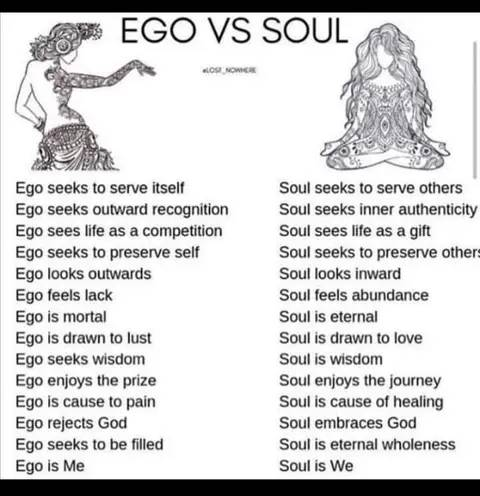 EGO VS SOUL
#LOST_NOWHERE
Ego seeks to serve itself
Ego seeks outward recognition
Ego sees life as a competition
Ego seeks to preserve self
Ego looks outwards
Ego feels lack
Ego is mortal
Ego is drawn to lust
Ego seeks wisdom
Ego enjoys the prize
Ego is cause to pain
Ego rejects God
Ego seeks to be filled
Ego is Me
Soul seeks to serve others
Soul seeks inner authenticity
Soul sees life as a gift
Soul seeks to preserve others
Soul looks inward
Soul feels abundance
Soul is eternal
Soul is drawn to love
Soul is wisdom
Soul enjoys the journey
Soul is cause of healing
Soul embraces God
Soul is eternal wholeness
Soul is We